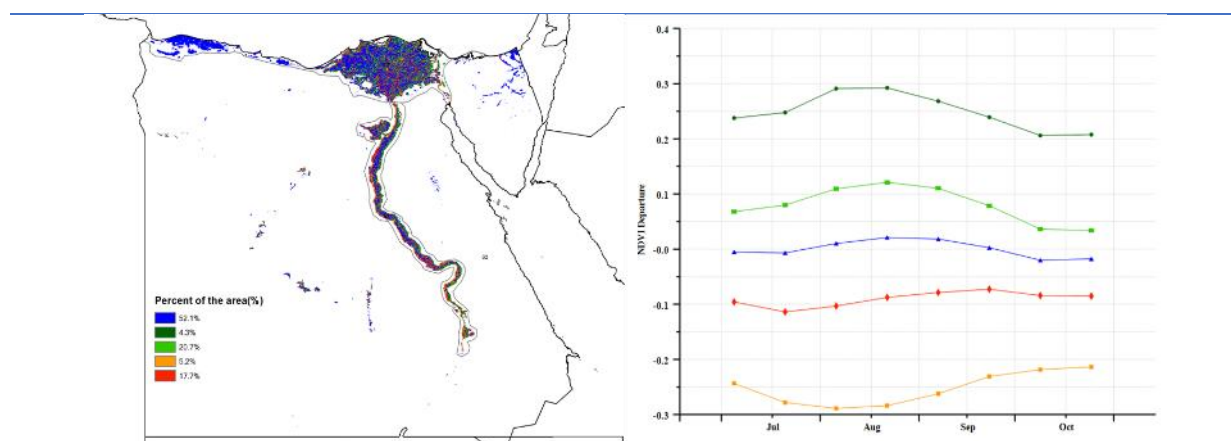 Percent of the area(%)
52.1%
4.3%
20.7%
5.2%
17.7%
NDVI Departure
0.4
0.3
0.2
0.1
-0.0
-0.1
-0.2
-0.3
Jul
Aug
Sep
Oct